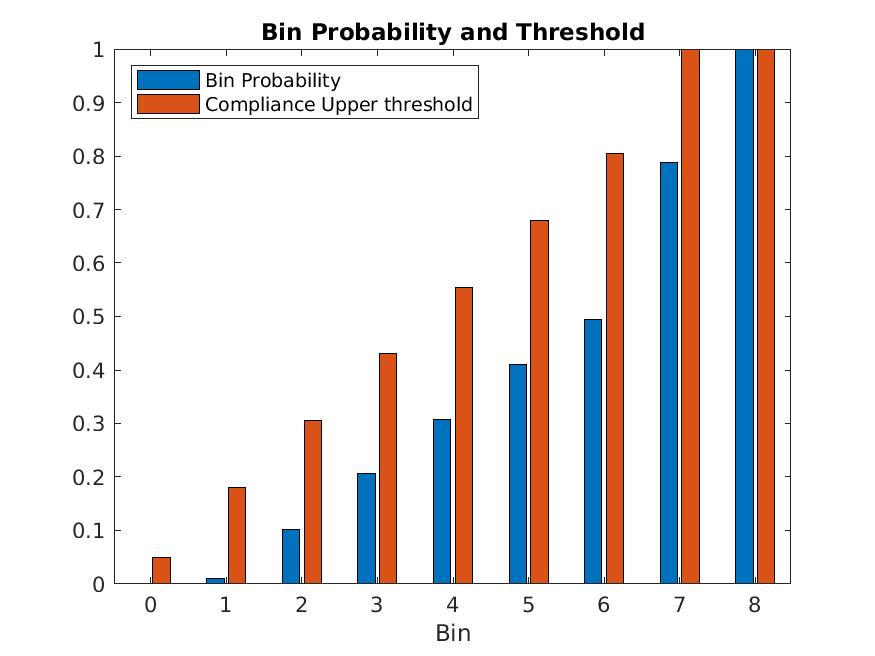 Bin Probability and Threshold
1
0.9
0.8
0.7
0.6
0.5
0.4
0.3
0.2
0.1
0
Bin Probability
Compliance Upper threshold
0 1 2 3 4 5 6 7 8
Bin